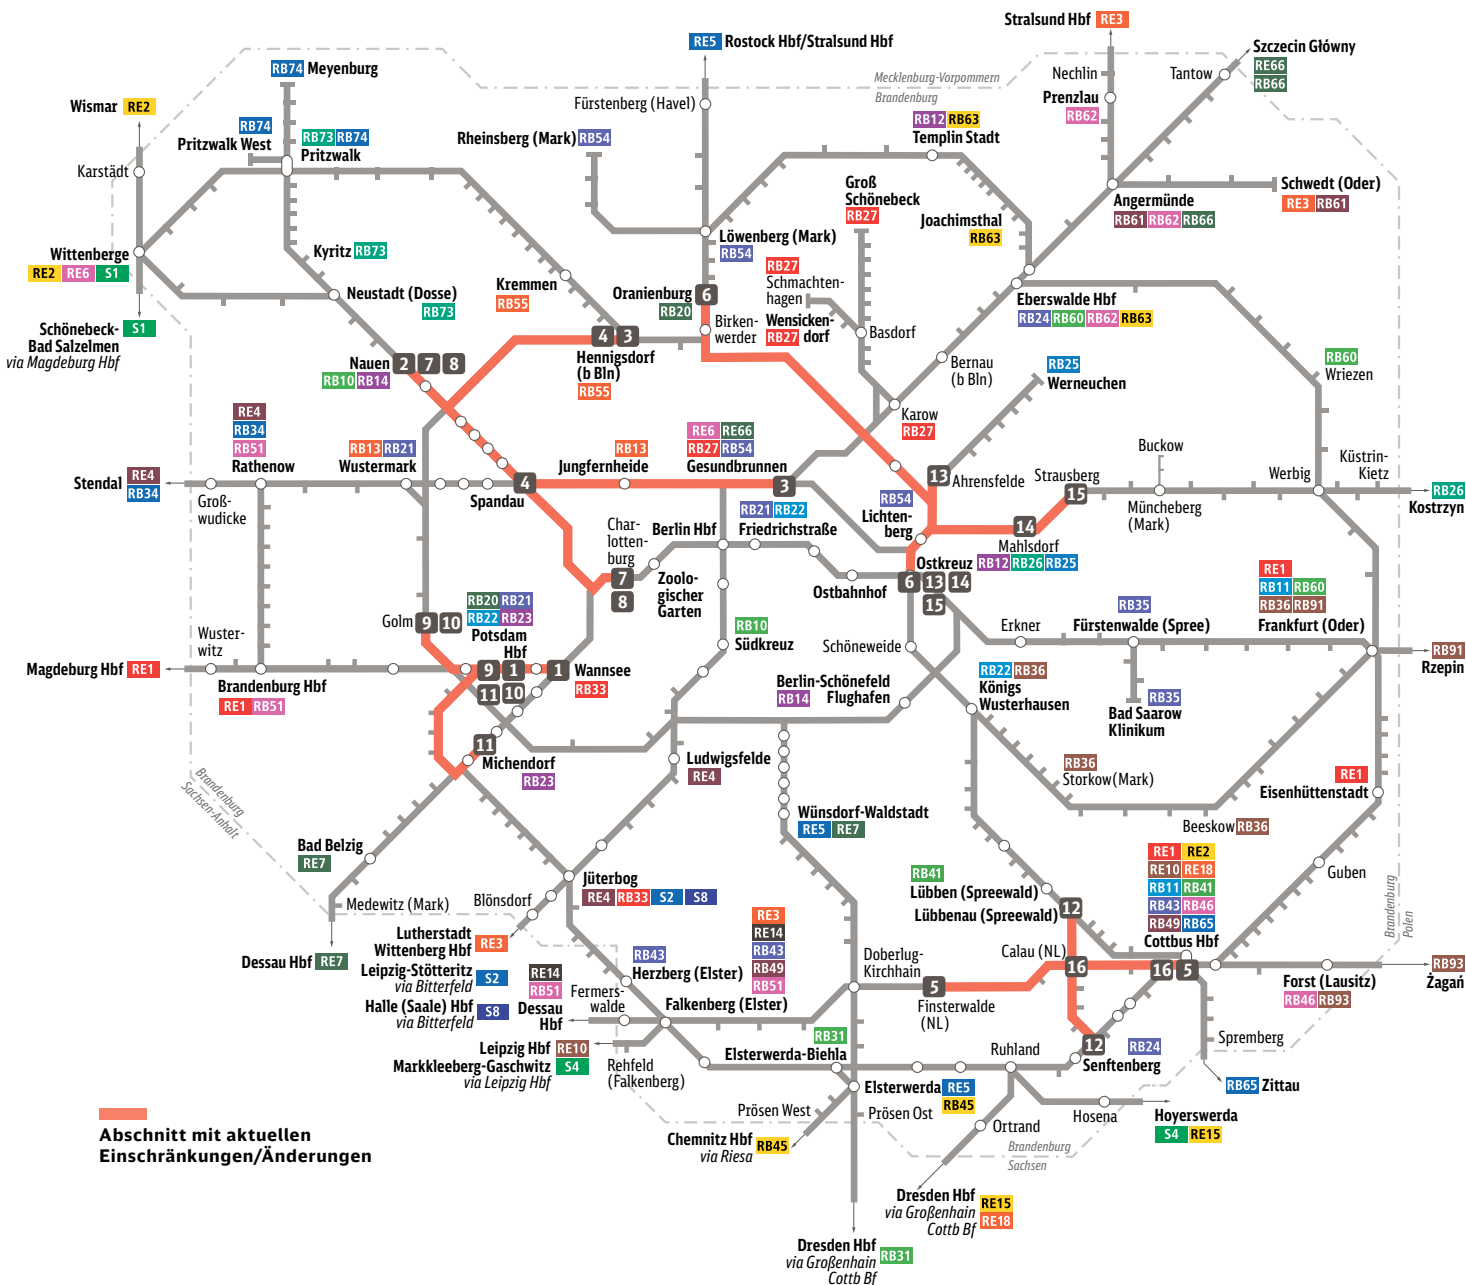 Stralsund Hbf RE3
RE5 Rostock Hbf/Stralsund Hbf
Szczecin Główny
RE66
RB66
RB74 Meyenburg
Nechlin
Tantow
Mecklenburg-Vorpommern
Brandenburg
Wismar RE2
Fürstenberg (Havel)
Prenzlau
RB62
RB74
Pritzwalk West
RB73 RB74
Pritzwalk
Rheinsberg (Mark) RB54
RB12 RB63
Templin Stadt
Karstädt
Groß
Schönebeck
RB27
Schwedt (Oder)
RE3 RB61
Angermünde
RB61 RB62 RB66
Joachimsthal
RB63
Wittenberge
RE2 RE6 S1
Kyritz RB73
Löwenberg (Mark)
RB54
RB27
Schmachten-
hagen
Kremmen
RB55
Oranienburg 6
RB20
Neustadt (Dosse)
RB73
Eberswalde Hbf
RB24 RB60 RB62 RB63
Wensicken-
dorf
RB27
Birken-
werder
Basdorf
Schönebeck-
Bad Salzelmen
via Magdeburg Hbf
S1
4 3
Hennigsdorf
(b Bln)
RB55
Nauen 2 7 8
RB10 RB14
Bernau
(b Bln)
RB25
Werneuchen
RB60
Wriezen
RE4
RB34
RB51
Rathenow
RB13 RB21
Wustermark
RB13
Jungfernheide
RE6 RE66
RB27 RB54
Gesundbrunnen
Karow
RB27
Buckow
Stendal RE4
RB34
Groß-
wudicke
4
Spandau
3
13
Ahrensfelde
Strausberg
15
Werbig
Küstrin-
Kietz
Müncheberg
(Mark)
RB26
Kostrzyn
RB21 RB22
Friedrichstraße
RB54
Lichten-
berg
14
Mahlsdorf
RB12 RB26 RB25
Char-
lotten-
burg
Berlin Hbf
7
8
Zoolo-
gischer
Garten
Ostbahnhof
Ostkreuz
6 13 14
15
RE1
RB11 RB60
RB36 RB91
Frankfurt (Oder)
Golm 9 10
RB20 RB21
RB22 RB23
Potsdam
Hbf
RB10
Südkreuz
Schöneweide
Erkner
RB35
Fürstenwalde (Spree)
Wuster-
witz
Magdeburg Hbf RE1
9 1
11 10
1 Wannsee
RB33
RB91
Rzepin
Brandenburg Hbf
RE1 RB51
Berlin-Schönefeld
Flughafen
RB14
RB22 RB36
Königs
Wusterhausen
RB35
Bad Saarow
Klinikum
11
Michendorf
RB23
Ludwigsfelde
RE4
RB36
Storkow(Mark)
RE1
Eisenhüttenstadt
Brandenburg
Sachsen-Anhalt
Wünsdorf-Waldstadt
RE5 RE7
Beeskow RB36
Bad Belzig
RE7
RE1 RE2
RE10 RE18
RB11 RB41
RB43 RB46
RB49 RB65
Cottbus Hbf
Guben
RB41
Lübben (Spreewald)
Jüterbog
RE4 RB33 S2 S8
Medewitz (Mark)
Blönsdorf
Lübbenau (Spreewald) 12
Brandenburg
Polen
RE3
RE14
RB43
RB49
RB51
Falkenberg (Elster)
Lutherstadt
Wittenberg Hbf
RE3
Dessau Hbf RE7
Leipzig-Stötteritz
via Bitterfeld
S2
Halle (Saale) Hbf
via Bitterfeld
S8
RB43
Herzberg (Elster)
Doberlug-
Kirchhain
Calau (NL)
16
16 5
RE14
RB51
Dessau
Hbf
Fermers-
walde
5
Finsterwalde
(NL)
Forst (Lausitz)
RB46 RB93
RB93
Żagań
Leipzig Hbf RE10
Markkleeberg-Gaschwitz S4
via Leipzig Hbf
Rehfeld
(Falkenberg)
RB31
Elsterwerda-Biehla
Ruhland
12
Senftenberg
RB24
Spremberg
Elsterwerda RE5
RB45
RB65 Zittau
Prösen West
Prösen Ost
Ortrand
Hosena
Hoyerswerda
S4 RE15
Chemnitz Hbf
via Riesa
RB45
Brandenburg
Sachsen
Abschnitt mit aktuellen
Einschränkungen/Änderungen
Dresden Hbf
via Großenhain
Cottb Bf
RE15
RE18
Dresden Hbf
via Großenhain
Cottb Bf
RB31